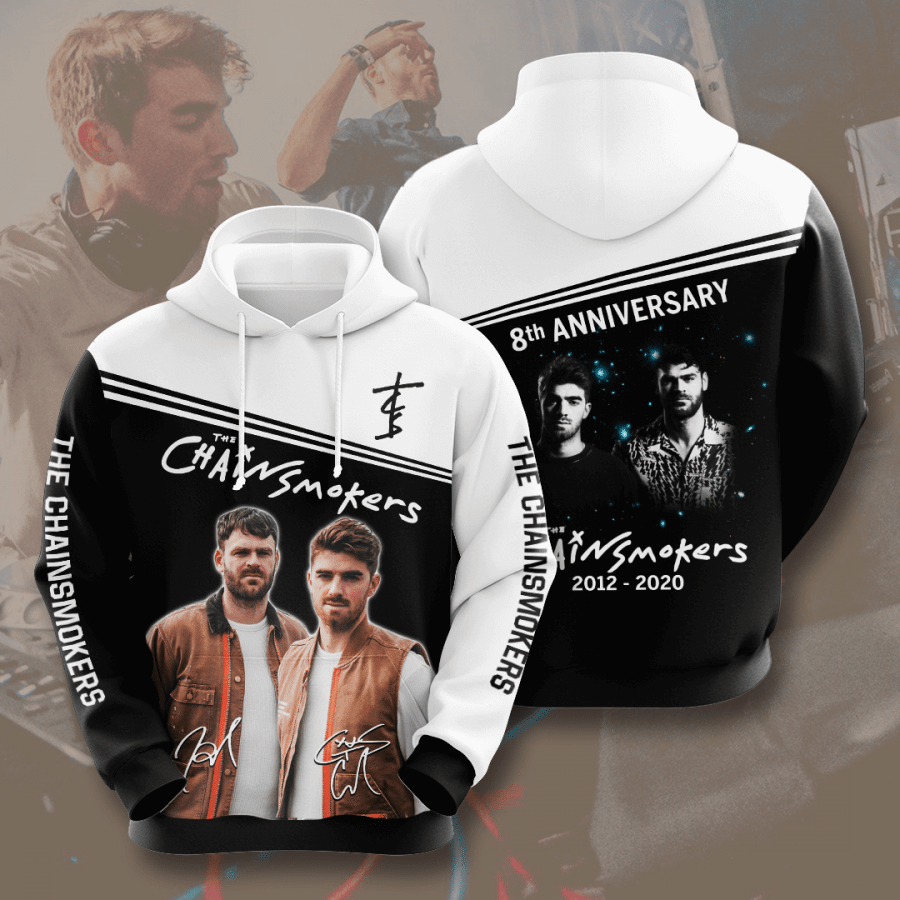 8th ANNIVERSARY
THE
CHAINSMOKERS
THE CHAINSMOKERS
THE CHAINSMOKERS
THE
CHAINSMOKERS
2012 - 2020